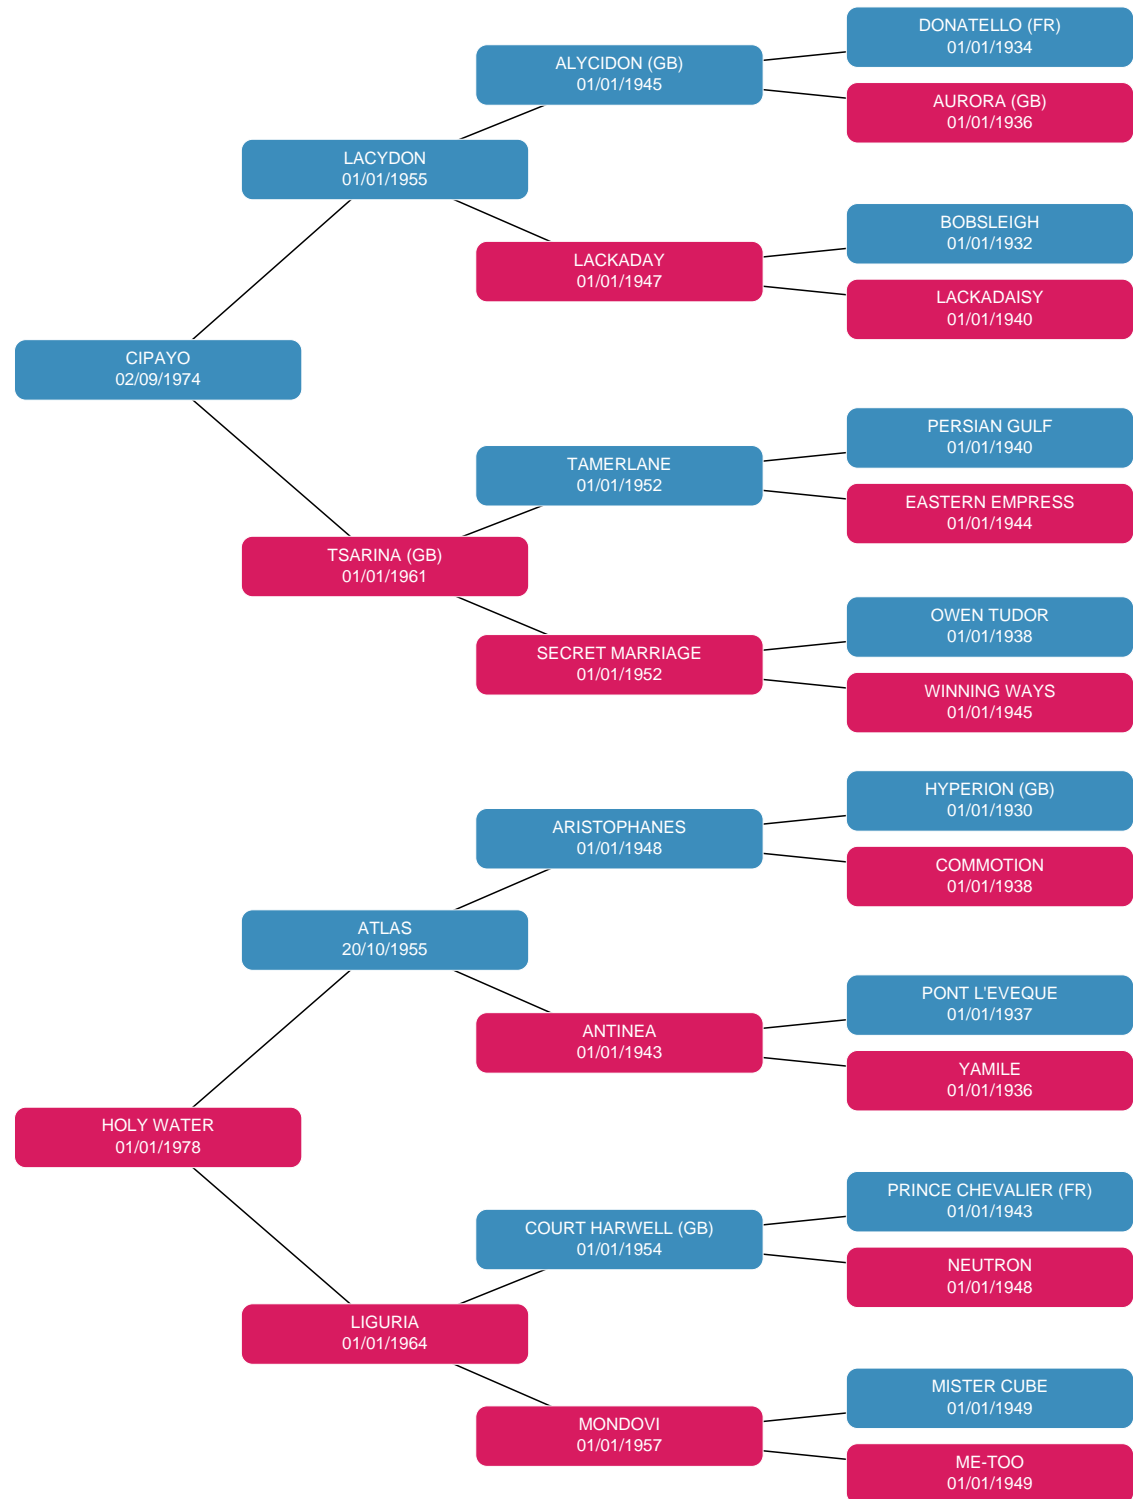 DONATELLO (FR)
01/01/1934
ALYCIDON (GB)
01/01/1945
AURORA (GB)
01/01/1936
LACYDON
01/01/1955
BOBSLEIGH
01/01/1932
LACKADAY
01/01/1947
LACKADAISY
01/01/1940
CIPAYO
02/09/1974
PERSIAN GULF
01/01/1940
TAMERLANE
01/01/1952
EASTERN EMPRESS
01/01/1944
TSARINA (GB)
01/01/1961
OWEN TUDOR
01/01/1938
SECRET MARRIAGE
01/01/1952
WINNING WAYS
01/01/1945
HYPERION (GB)
01/01/1930
ARISTOPHANES
01/01/1948
COMMOTION
01/01/1938
ATLAS
20/10/1955
PONT L'EVEQUE
01/01/1937
ANTINEA
01/01/1943
YAMILE
01/01/1936
HOLY WATER
01/01/1978
PRINCE CHEVALIER (FR)
01/01/1943
COURT HARWELL (GB)
01/01/1954
NEUTRON
01/01/1948
LIGURIA
01/01/1964
MISTER CUBE
01/01/1949
MONDOVI
01/01/1957
ME-TOO
01/01/1949